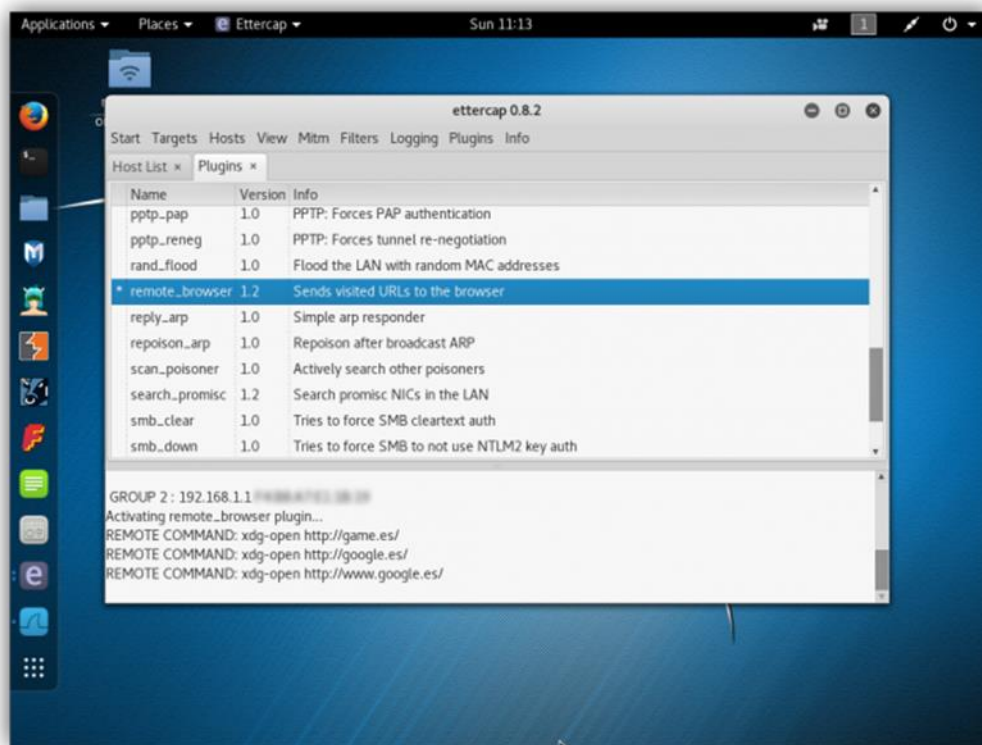 Applications Places Ettercap Sun 11:13 1
ettercap 0.8.2
Start Targets Hosts View Mitm Filters Logging Plugins Info
Host List × Plugins ×
Name Version Info
pptp_pap 1.0 PPTP: Forces PAP authentication
pptp_reneg 1.0 PPTP: Forces tunnel re-negotiation
rand_flood 1.0 Flood the LAN with random MAC addresses
* remote_browser 1.2 Sends visited URLs to the browser
reply_arp 1.0 Simple arp responder
repoison_arp 1.0 Repoison after broadcast ARP
scan_poisoner 1.0 Actively search other poisoners
search_promisc 1.2 Search promisc NICs in the LAN
smb_clear 1.0 Tries to force SMB cleartext auth
smb_down 1.0 Tries to force SMB to not use NTLM2 key auth
GROUP 2 : 192.168.1.1
Activating remote_browser plugin...
REMOTE COMMAND: xdg-open http://game.es/
REMOTE COMMAND: xdg-open http://google.es/
REMOTE COMMAND: xdg-open http://www.google.es/